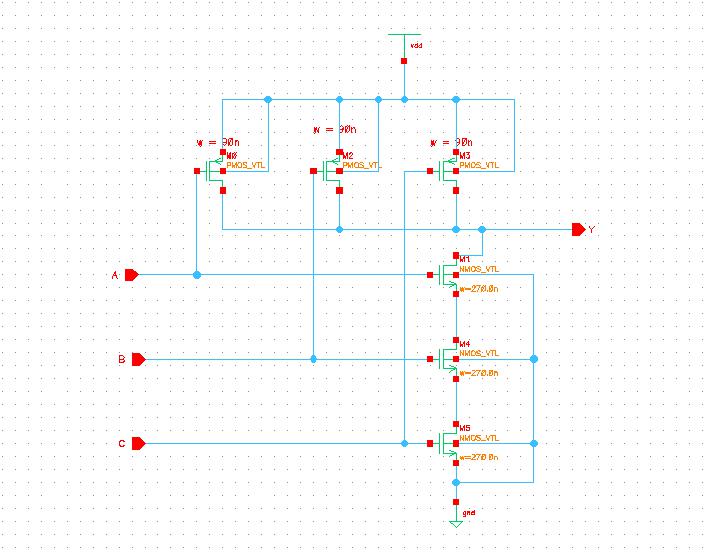 vdd
w = 90n
w = 90n
w = 90n
M0
M2
M3
PMOS_VTL
PMOS_VTL
PMOS_VTL
Y
M1
NMOS_VTL
A
w=270.0n
M4
NMOS_VTL
B
w=270.0n
M5
NMOS_VTL
C
w=270.0n
gnd